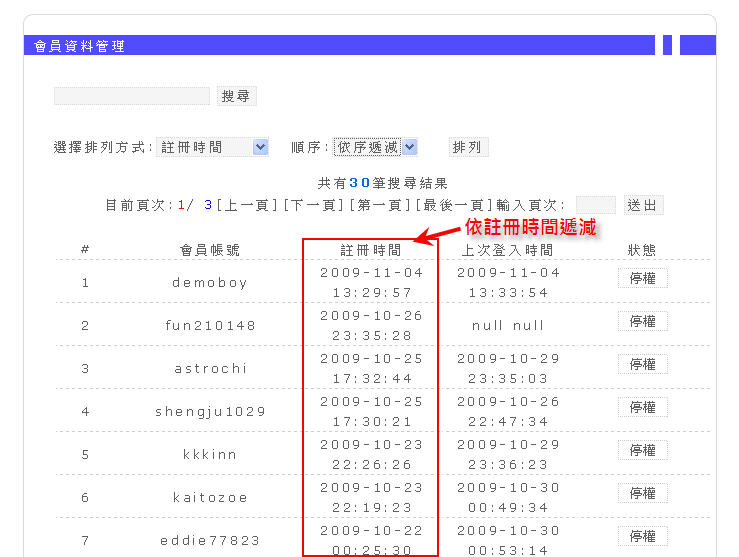 會員資料管理
搜尋
選擇排列方式: 註冊時間 順序: 依序遞減 排列
共有30筆搜尋結果
目前頁次:1/ 3[上一頁][下一頁][第一頁][最後一頁]輸入頁次: 送出
依註冊時間遞減
# 會員帳號 註冊時間 上次登入時間 狀態
1 demoboy 2009-11-04 13:29:57 2009-11-04 13:33:54 停權
2 fun210148 2009-10-26 23:35:28 null null 停權
3 astrochi 2009-10-25 17:32:44 2009-10-29 23:35:03 停權
4 shengju1029 2009-10-25 17:30:21 2009-10-26 22:47:34 停權
5 kkkinn 2009-10-23 22:26:26 2009-10-29 23:36:23 停權
6 kaitozoe 2009-10-23 22:19:23 2009-10-30 00:49:34 停權
7 eddie77823 2009-10-22 00:25:30 2009-10-30 00:53:14 停權